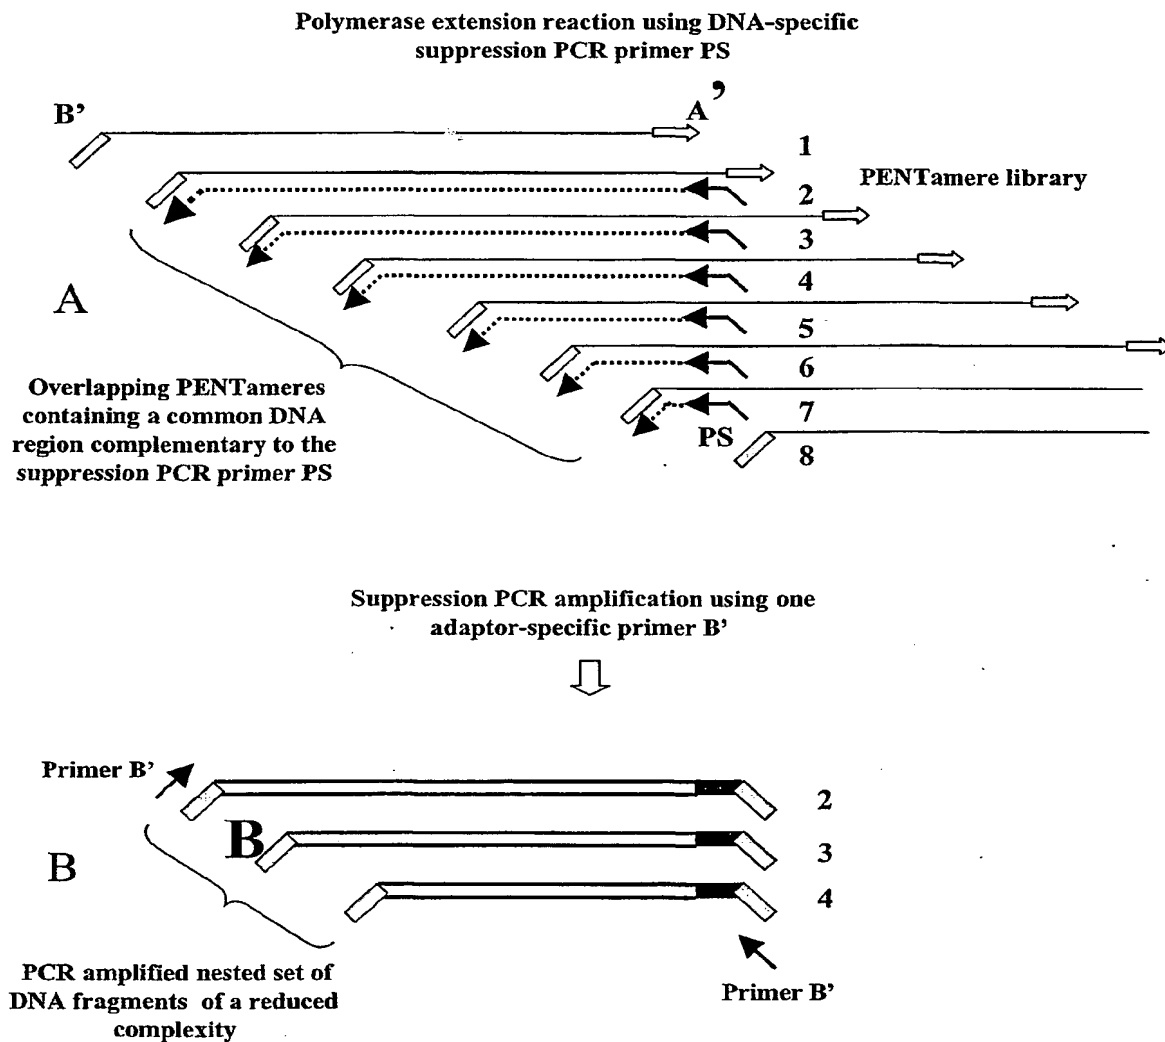 Polymerase extension reaction using DNA-specific
suppression PCR primer PS
B’
A’
1
PENTamere library
2
3
4
A
5
6
Overlapping PENTameres
containing a common DNA
region complementary to the
suppression PCR primer PS
7
PS
8
Suppression PCR amplification using one
adaptor-specific primer B’
Primer B’
2
B
3
B
4
PCR amplified nested set of
DNA fragments of a reduced
complexity
Primer B’